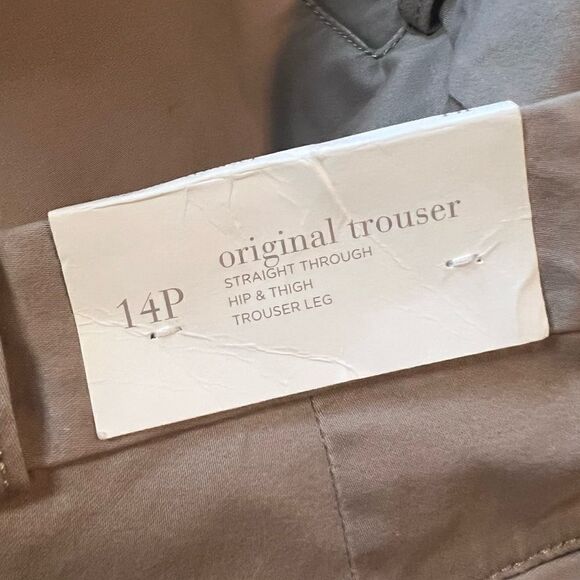 14P
original trouser
STRAIGHT THROUGH
HIP & THIGH
TROUSER LEG